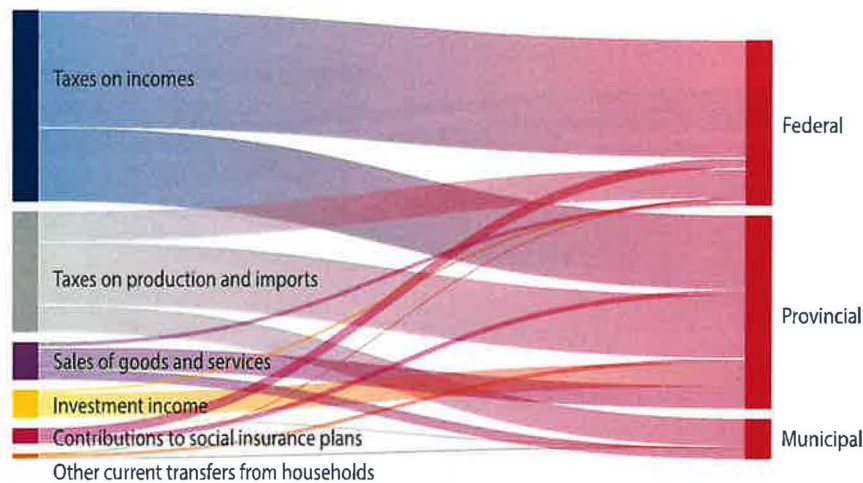 Taxes on incomes
Federal
Taxes on production and imports
Provincial
Sales of goods and services
Investment income
Contributions to social insurance plans
Municipal
Other current transfers from households